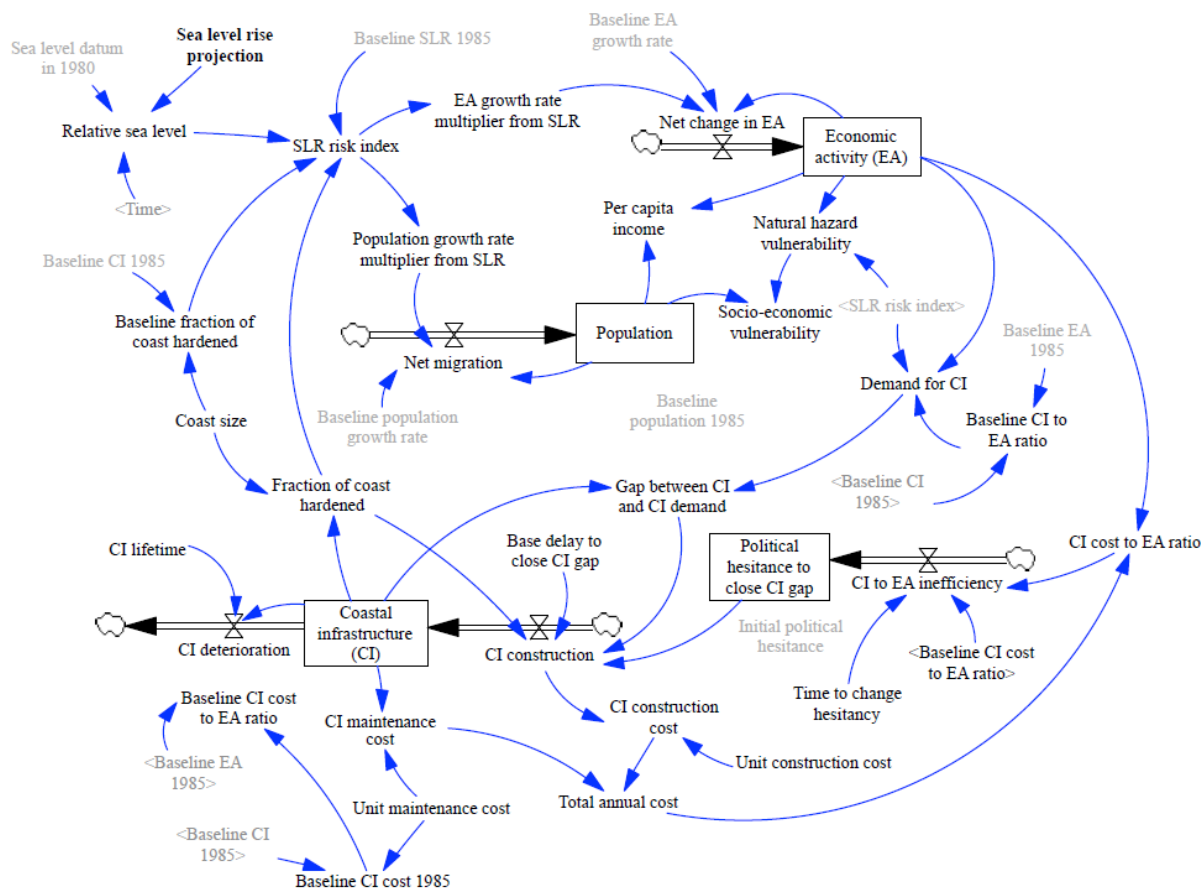 Sea level datum
in 1980
Sea level rise
projection
Baseline SLR 1985
Baseline EA
growth rate
Relative sea level
SLR risk index
EA growth rate
multiplier from SLR
Net change in EA
Economic
activity (EA)
<Time>
Per capita
income
Natural hazard
vulnerability
Population growth rate
multiplier from SLR
Baseline CI 1985
Baseline fraction of
coast hardened
Population
Socio-economic
vulnerability
<SLR risk index>
Baseline EA
1985
Net migration
Demand for CI
Baseline population
growth rate
Baseline
population 1985
Baseline CI to
EA ratio
Coast size
Fraction of coast
hardened
Gap between CI
and CI demand
<Baseline CI
1985>
CI lifetime
Base delay to
close CI gap
Political
hesitance to
close CI gap
CI to EA inefficiency
CI cost to EA ratio
CI deterioration
Coastal
infrastructure
(CI)
CI construction
Initial political
hesitance
<Baseline CI cost
to EA ratio>
Time to change
hesitancy
Baseline CI cost
to EA ratio
CI maintenance
cost
CI construction
cost
Unit construction cost
<Baseline EA
1985>
Unit maintenance cost
Total annual cost
<Baseline CI
1985>
Baseline CI cost 1985